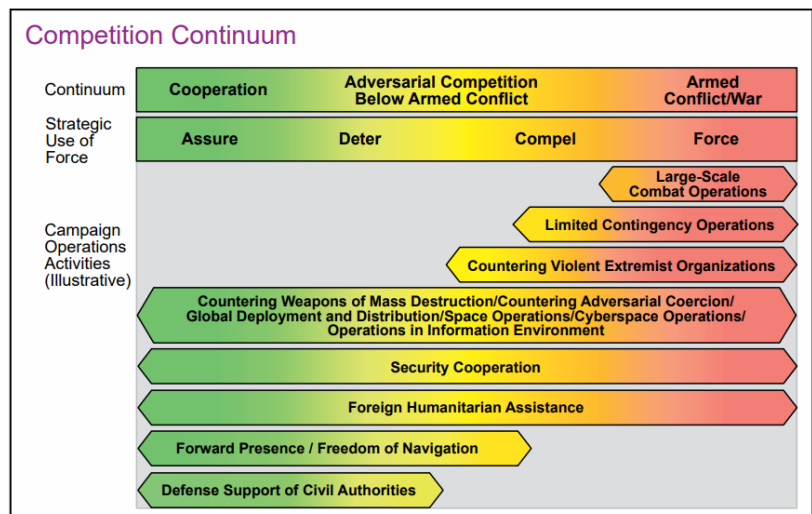 Competition Continuum
Continuum
Cooperation
Adversarial Competition
Below Armed Conflict
Armed
Conflict/War
Strategic
Use of
Force
Assure
Deter
Compel
Force
Campaign
Operations
Activities
(Illustrative)
Large-Scale
Combat Operations
Limited Contingency Operations
Countering Violent Extremist Organizations
Countering Weapons of Mass Destruction/Countering Adversarial Coercion/
Global Deployment and Distribution/Space Operations/Cyberspace Operations/
Operations in Information Environment
Security Cooperation
Foreign Humanitarian Assistance
Forward Presence / Freedom of Navigation
Defense Support of Civil Authorities